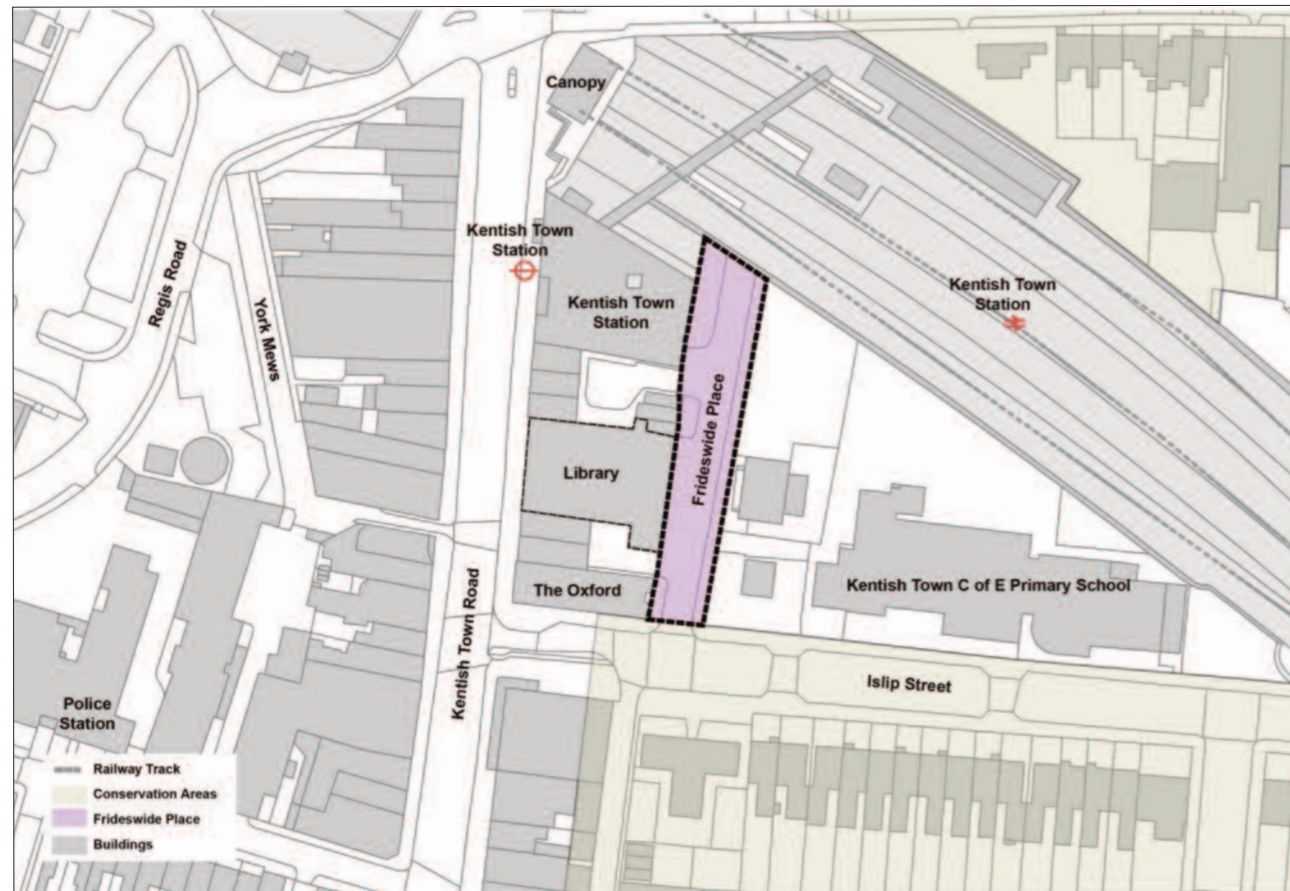 Canopy
Kentish Town
Station
Regis Road
York Mews
Kentish Town
Station
Kentish Town
Station
Frideswide Place
Library
Kentish Town C of E Primary School
The Oxford
Kentish Town Road
Islip Street
Police
Station
Railway Track
Conservation Areas
Frideswide Place
Buildings